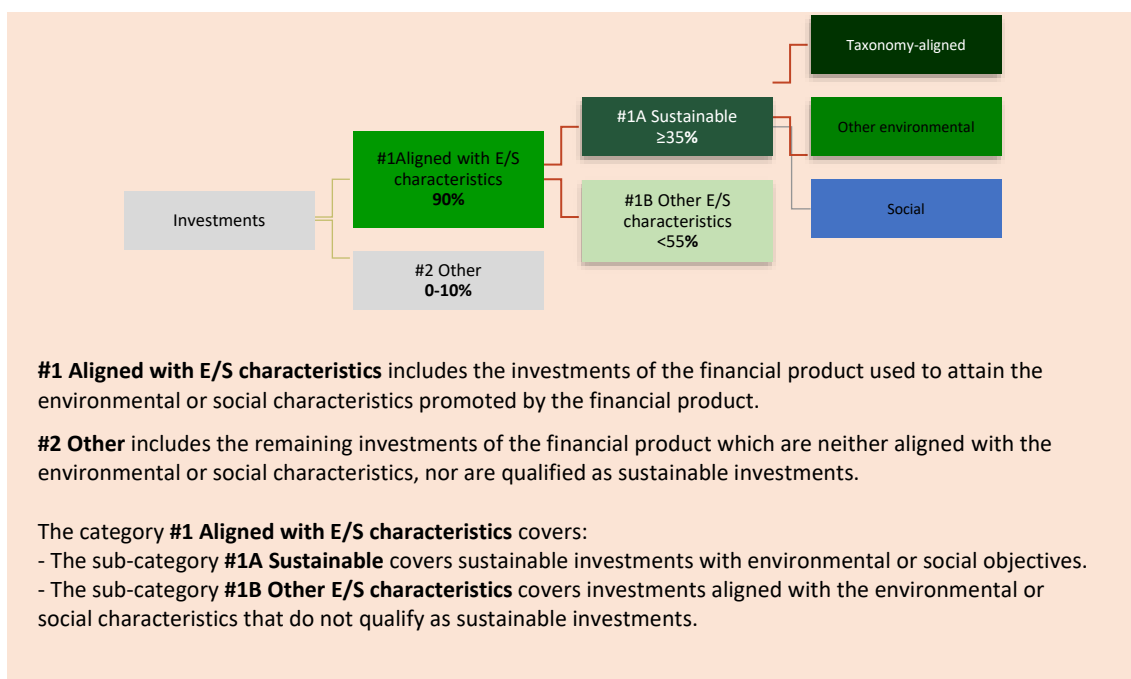 Taxonomy-aligned
#1A Sustainable
≥35%
Other environmental
#1Aligned with E/S
characteristics
90%
#1B Other E/S
characteristics
<55%
Investments
Social
#2 Other
0-10%
#1 Aligned with E/S characteristics includes the investments of the financial product used to attain the
environmental or social characteristics promoted by the financial product.
#2 Other includes the remaining investments of the financial product which are neither aligned with the
environmental or social characteristics, nor are qualified as sustainable investments.
The category #1 Aligned with E/S characteristics covers:
- The sub-category #1A Sustainable covers sustainable investments with environmental or social objectives.
- The sub-category #1B Other E/S characteristics covers investments aligned with the environmental or
social characteristics that do not qualify as sustainable investments.